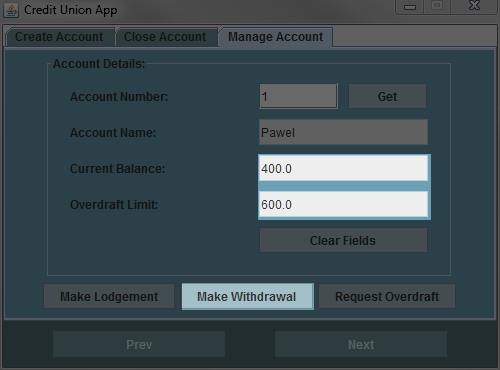 Credit Union App
Create Account Close Account Manage Account
Account Details:
Account Number: 1 Get
Account Name: Pawel
Current Balance: 400.0
Overdraft Limit: 600.0
Clear Fields
Make Lodgement Make Withdrawal Request Overdraft
Prev Next